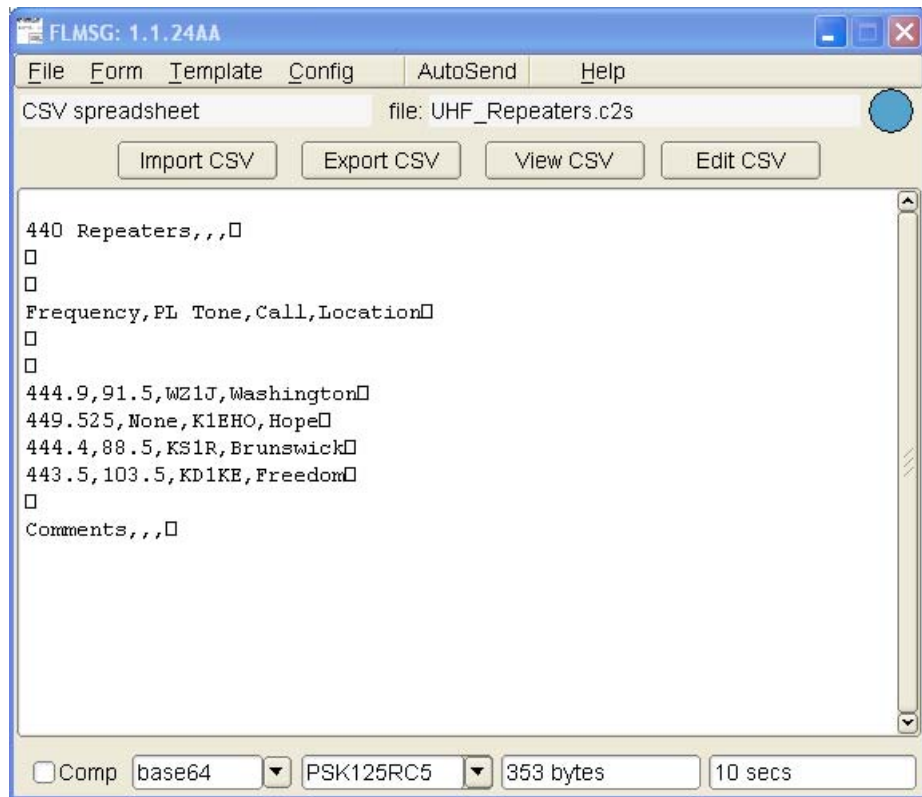 FLMSG: 1.1.24AA
File Form Template Config AutoSend Help
CSV spreadsheet file: UHF_Repeaters.c2s
Import CSV Export CSV View CSV Edit CSV
440 Repeaters,,,▯
▯
▯
Frequency,PL Tone,Call,Location▯
▯
▯
444.9,91.5,WZ1J,Washington▯
449.525,None,K1EHO,Hope▯
444.4,88.5,KS1R,Brunswick▯
443.5,103.5,KD1KE,Freedom▯
▯
Comments,,,▯
Comp base64 PSK125RC5 353 bytes 10 secs